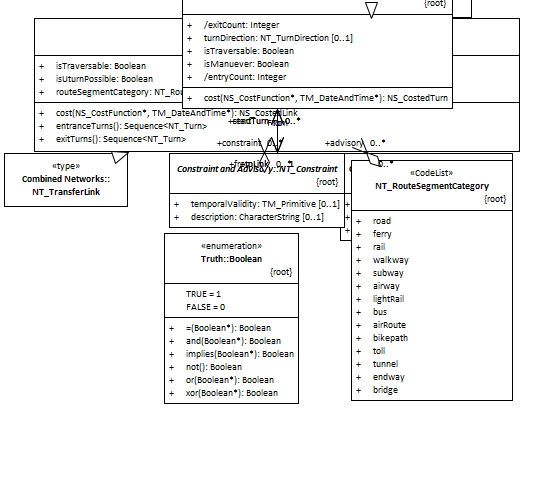 {root}
+ /exitCount: Integer
+ turnDirection: NT_TurnDirection [0..1]
+ isTraversable: Boolean
+ isManuever: Boolean
+ /entryCount: Integer
+ cost(NS_CostFunction*, TM_DateAndTime*): NS_CostedTurn
+ isTraversable: Boolean
+ isUturnPossible: Boolean
+ routeSegmentCategory: NT_Rou
+ cost(NS_CostFunction*, TM_DateAndTime*): NS_CostedLink
+ entranceTurns(): Sequence<NT_Turn>
+ exitTurns(): Sequence<NT_Turn>
0..*
+constraint 0..*
+advisory 0..*
0..1
0..*
«type»
Combined Networks::
NT_TransferLink
Constraint and Advisory::NT_Constraint
{root}
+ temporalValidity: TM_Primitive [0..1]
+ description: CharacterString [0..1]
+
+
+
«CodeList»
NT_RouteSegmentCategory
{root}
+ road
+ ferry
+ rail
+ walkway
+ subway
+ airway
+ lightRail
+ bus
+ airRoute
+ bikepath
+ toll
+ tunnel
+ endway
+ bridge
«enumeration»
Truth::Boolean
{root}
TRUE = 1
FALSE = 0
+ =(Boolean*): Boolean
+ and(Boolean*): Boolean
+ implies(Boolean*): Boolean
+ not(): Boolean
+ or(Boolean*): Boolean
+ xor(Boolean*): Boolean